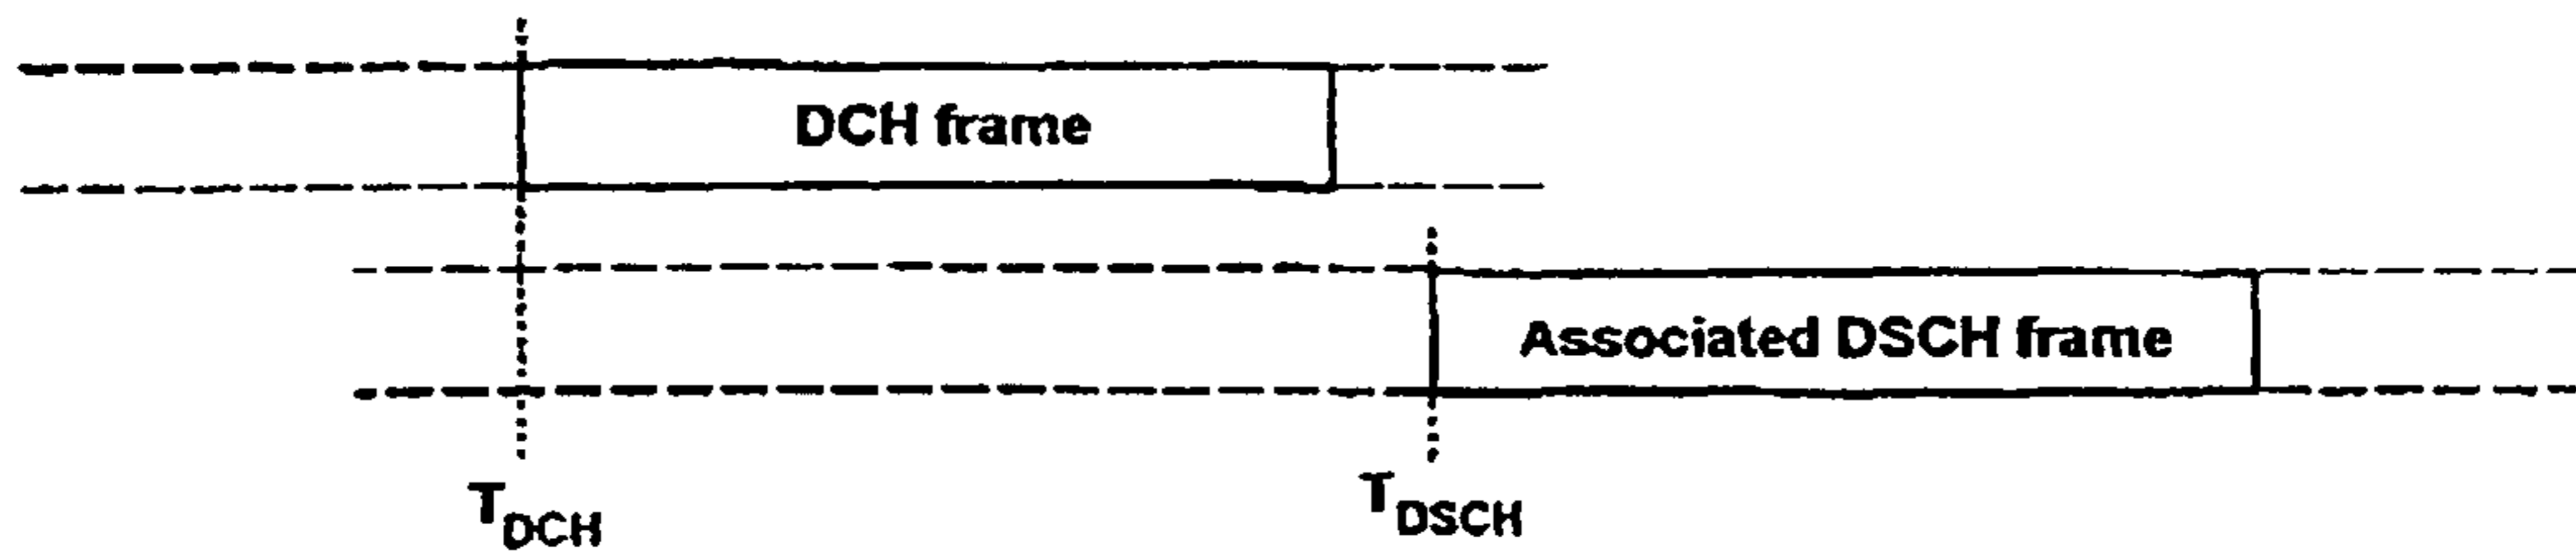 DCH frame
Associated DSCH frame
T_DCH
T_DSCH